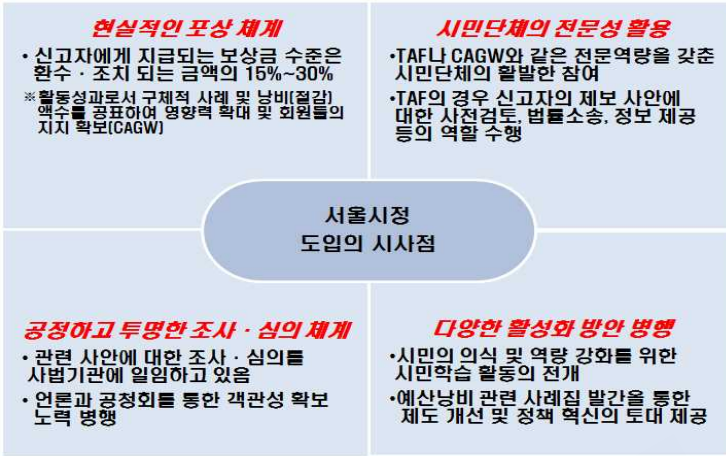 현실적인 포상 체계
• 신고자에게 지급되는 보상금 수준은
환수 · 조치 되는 금액의 15%~30%
※활동성과로서 구체적 사례 및 낭비(절감)
액수를 공표하여 영향력 확대 및 회원들의
지지 확보(CAGW)
시민단체의 전문성 활용
•TAF나 CAGW와 같은 전문역량을 갖춘
시민단체의 활발한 참여
•TAF의 경우 신고자의 제보 사안에
대한 사전검토, 법률소송, 정보 제공
등의 역할 수행
서울시정
도입의 시사점
공정하고 투명한 조사 · 심의 체계
• 관련 사안에 대한 조사 · 심의를
사법기관에 일임하고 있음
• 언론과 공청회를 통한 객관성 확보
노력 병행
다양한 활성화 방안 병행
•시민의 의식 및 역량 강화를 위한
시민학습 활동의 전개
•예산낭비 관련 사례집 발간을 통한
제도 개선 및 정책 혁신의 토대 제공